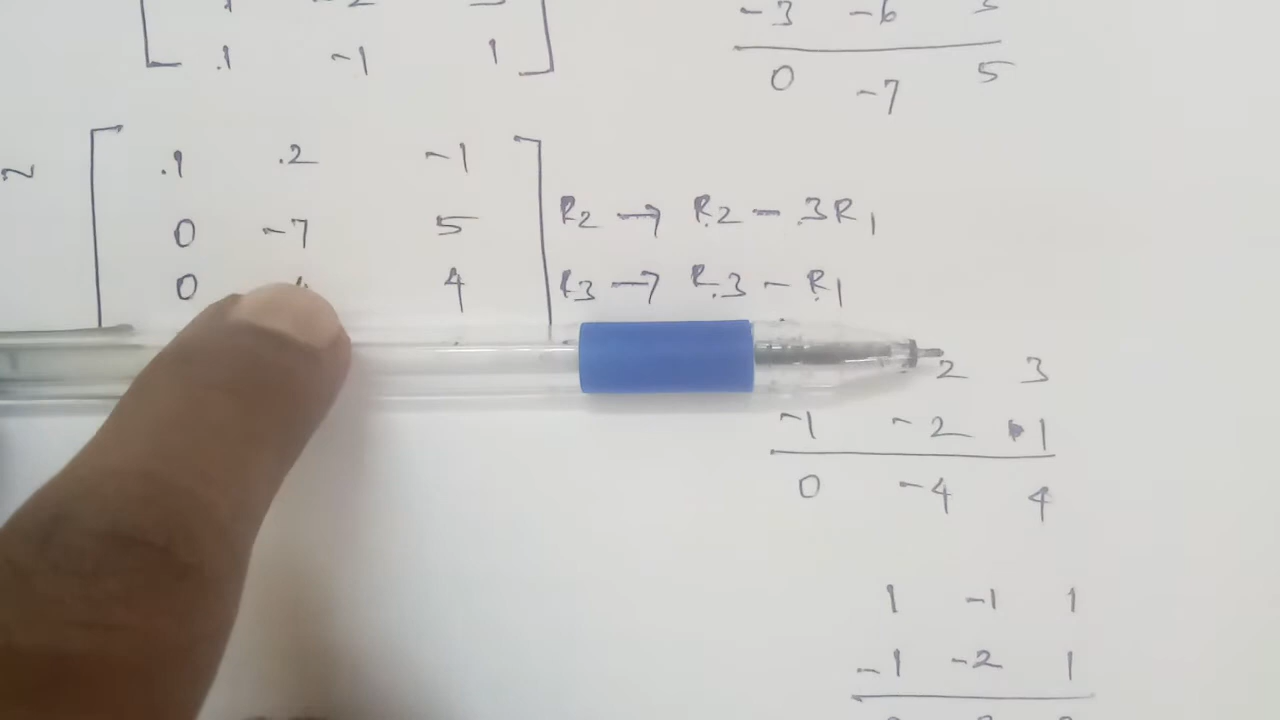 .1 -1 1
-3 -6
0 -7 5
~ .1 .2 -1
0 -7 5 R2 → R2 - 3R1
0 4 R3 → R3 - R1
2 3
-1 -2 1
0 -4 4
1 -1 1
-1 -2 1